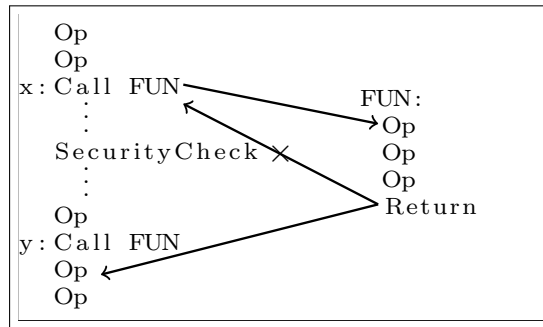 Op
Op
x: Call FUN
.
.
.
SecurityCheck
.
.
.
Op
y: Call FUN
Op
Op
FUN:
Op
Op
Op
Return